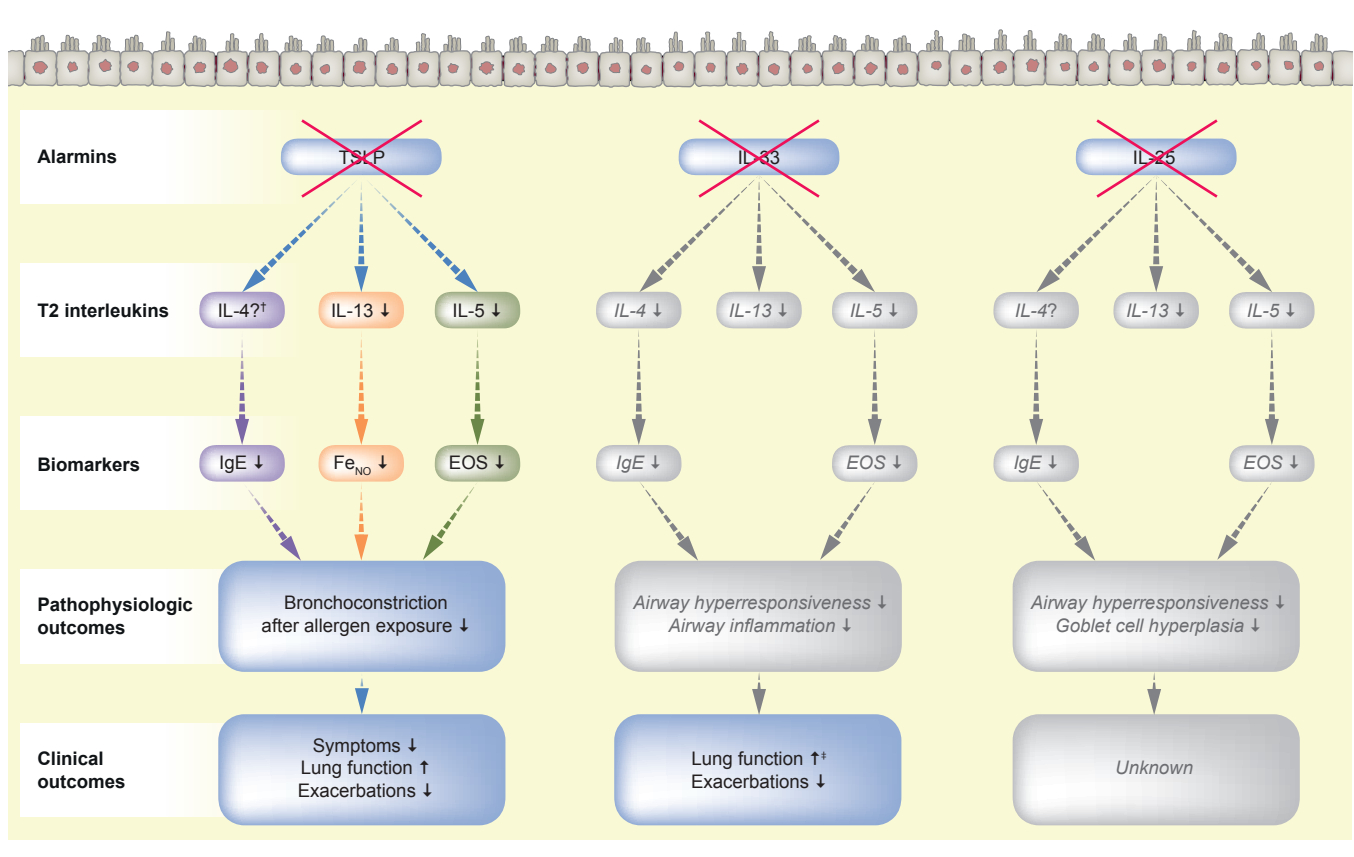 Alarmins
TSLP
IL-33
IL-25
T2 interleukins
IL-4?†
IL-13 ↓
IL-5 ↓
IL-4 ↓
IL-13 ↓
IL-5 ↓
IL-4?
IL-13 ↓
IL-5 ↓
Biomarkers
IgE ↓
FeNO ↓
EOS ↓
IgE ↓
EOS ↓
IgE ↓
EOS ↓
Pathophysiologic
outcomes
Bronchoconstriction
after allergen exposure ↓
Airway hyperresponsiveness ↓
Airway inflammation ↓
Airway hyperresponsiveness ↓
Goblet cell hyperplasia ↓
Clinical
outcomes
Symptoms ↓
Lung function ↑
Exacerbations ↓
Lung function ↑‡
Exacerbations ↓
Unknown